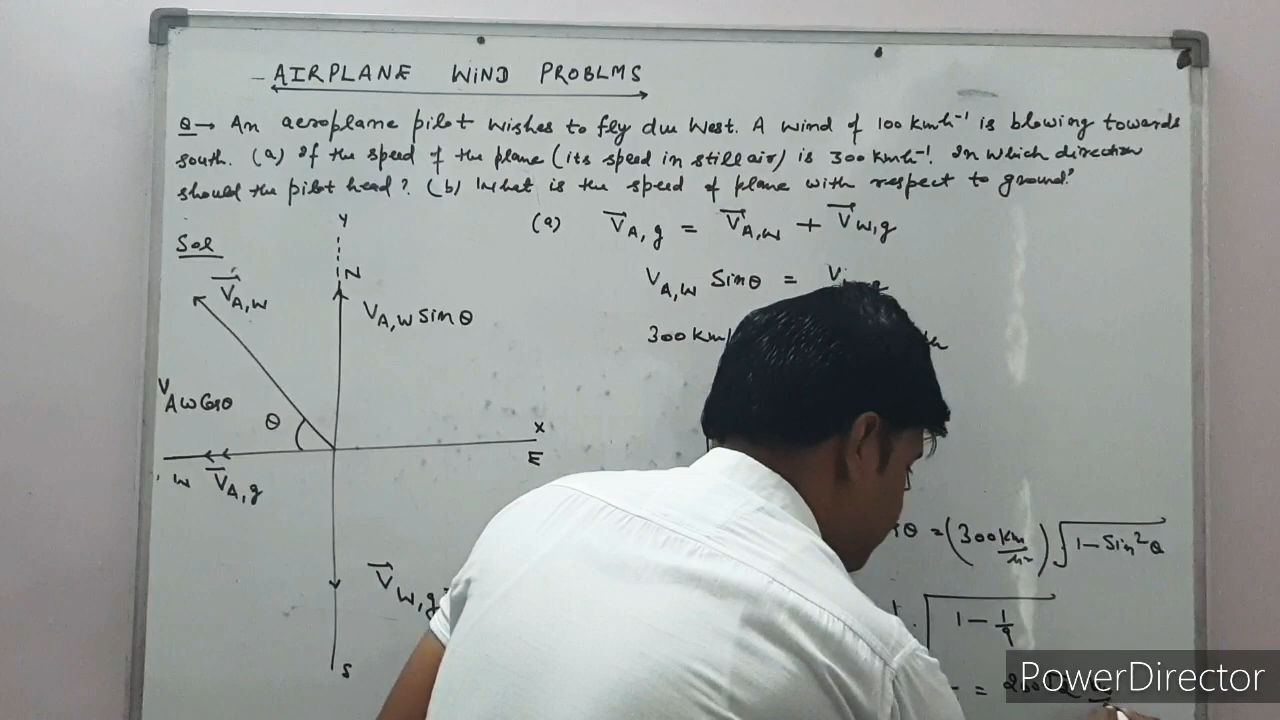 AIRPLANE WIND PROBLMS
Q→ An aeroplane pilot wishes to fly due West. A wind of 100 kmh⁻¹ is blowing towards
south. (a) If the speed of the plane (its speed in still air) is 300 kmh⁻¹. In which direction
should the pilot head? (b) What is the speed of plane with respect to ground?
Sol
(a) V⃗A,g = V⃗A,W + V⃗W,g
VA,W Sinθ =
300 km/
Y
N
V⃗A,W
VA,W Sinθ
VAW Cosθ
θ
X
E
W V⃗A,g
V⃗W,g
S
θ = (300 km/hr) √1 − Sin²θ
√1 − 1/9
=
PowerDirector